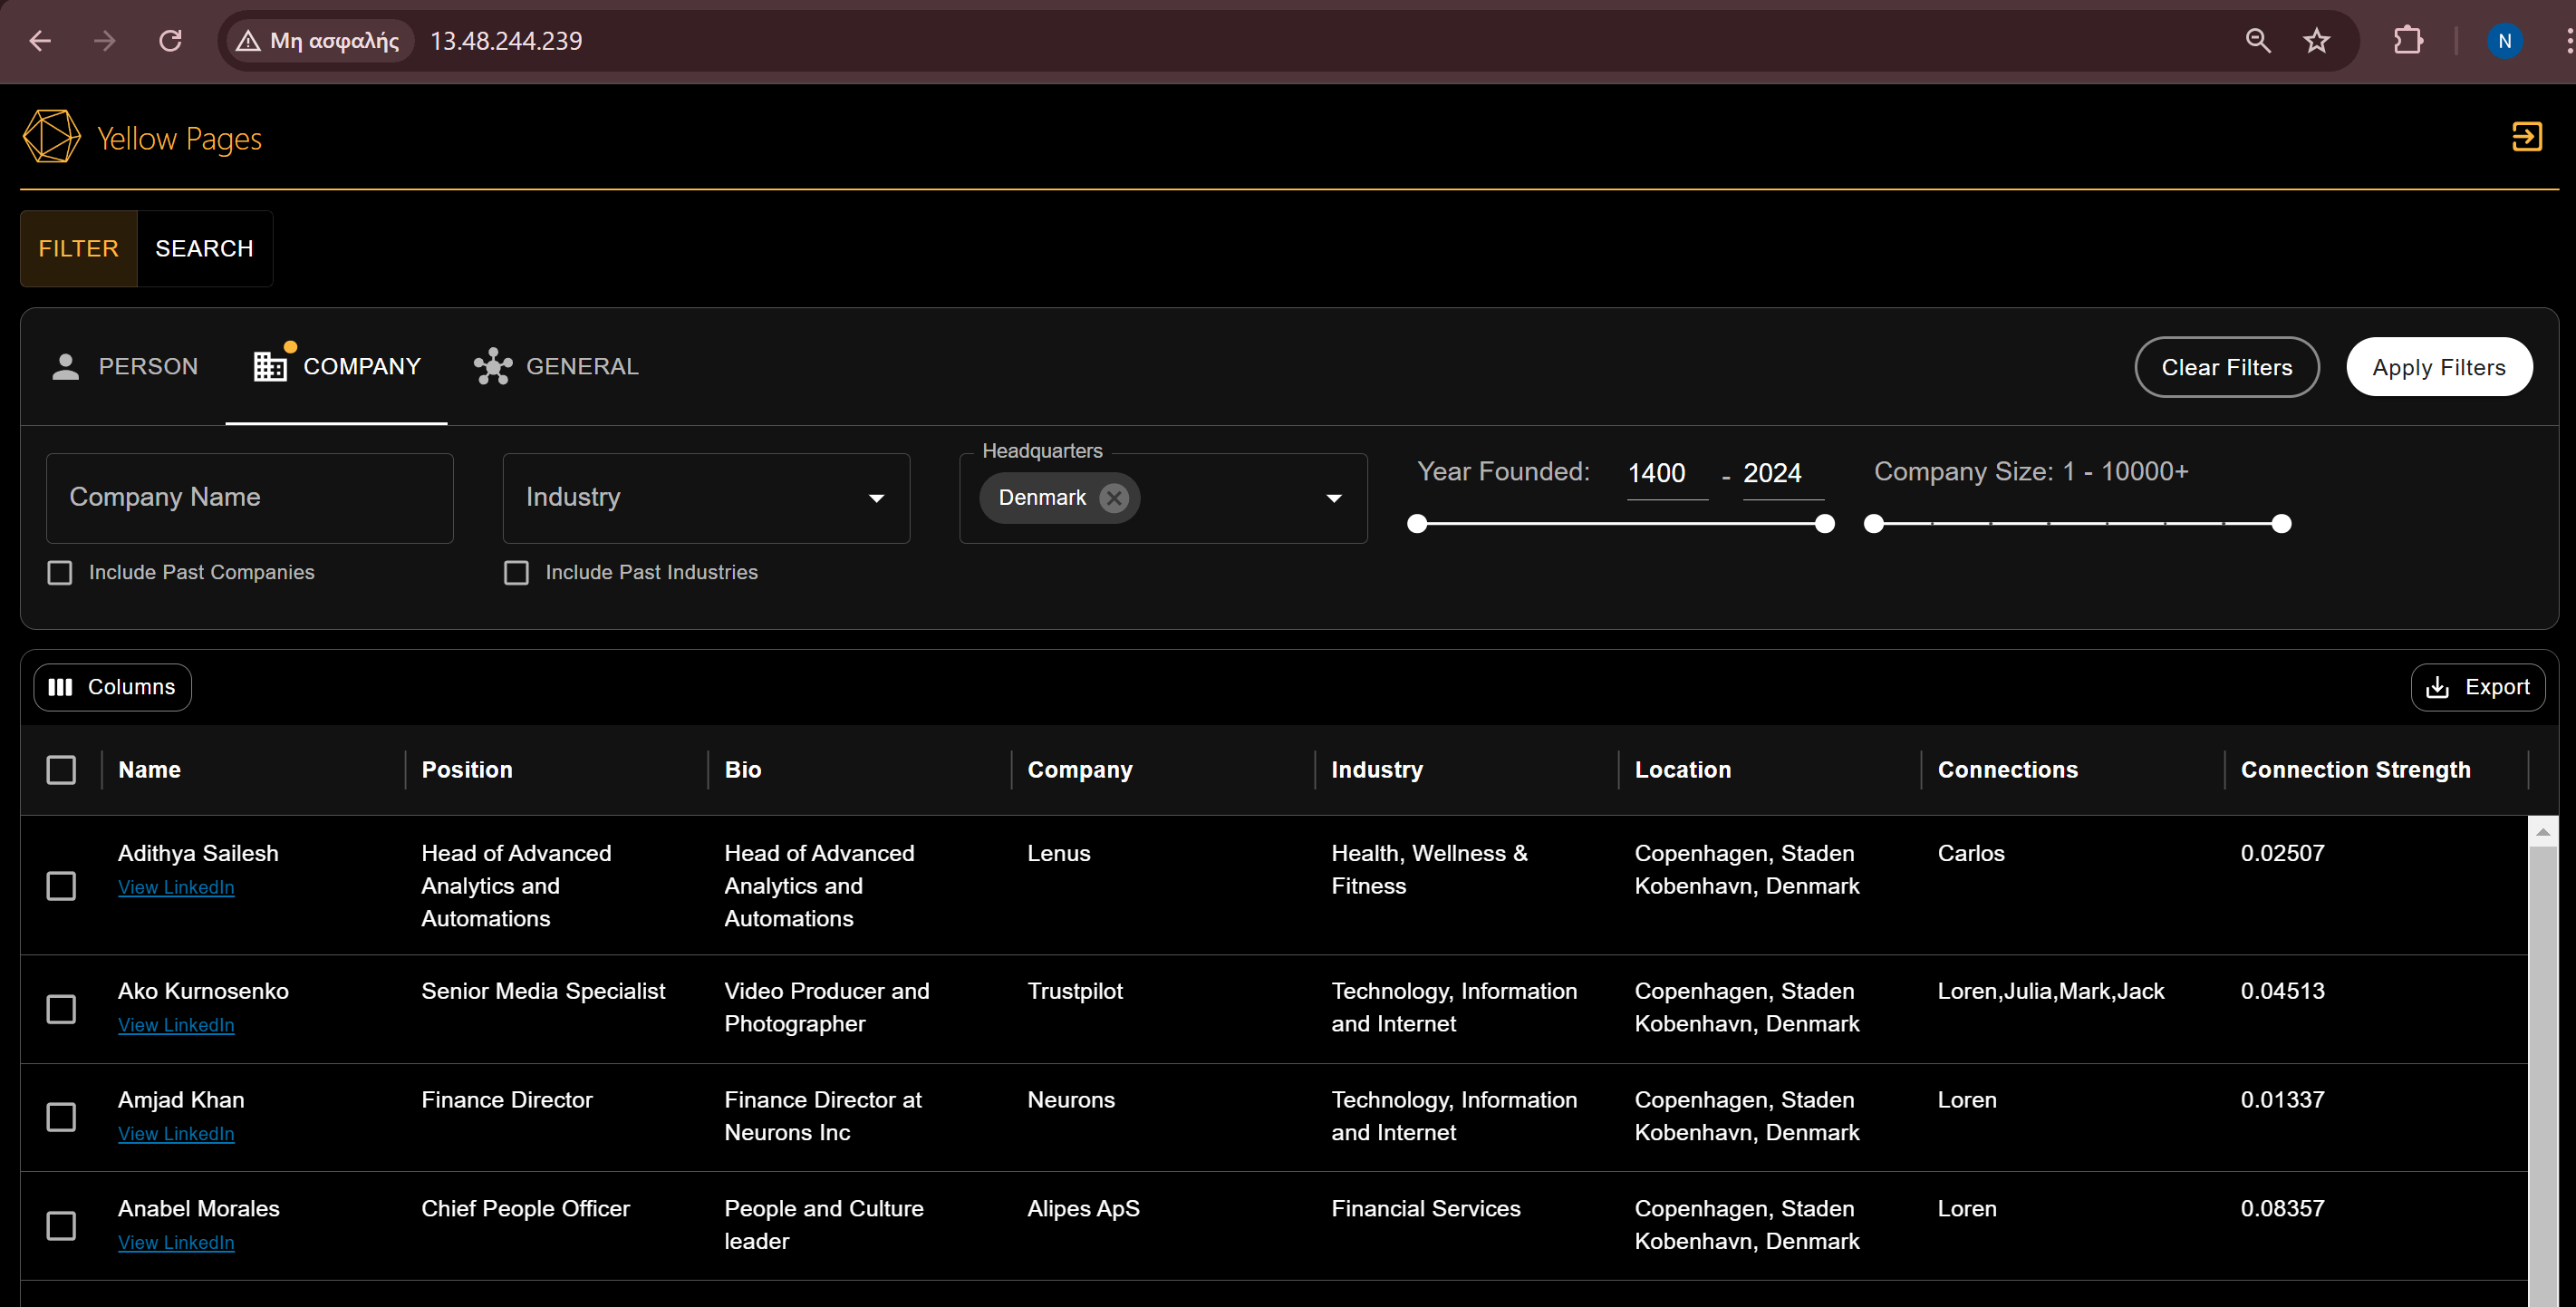 Μη ασφαλής 13.48.244.239
N
Yellow Pages
FILTER SEARCH
PERSON COMPANY GENERAL Clear Filters Apply Filters
Headquarters
Company Name Industry Denmark Year Founded: 1400 - 2024 Company Size: 1 - 10000+
Include Past Companies Include Past Industries
Columns Export
Name Position Bio Company Industry Location Connections Connection Strength
Adithya Sailesh Head of Advanced Head of Advanced Lenus Health, Wellness & Copenhagen, Staden Carlos 0.02507
View LinkedIn Analytics and Analytics and Fitness Kobenhavn, Denmark
Automations Automations
Ako Kurnosenko Senior Media Specialist Video Producer and Trustpilot Technology, Information Copenhagen, Staden Loren,Julia,Mark,Jack 0.04513
View LinkedIn Photographer and Internet Kobenhavn, Denmark
Amjad Khan Finance Director Finance Director at Neurons Technology, Information Copenhagen, Staden Loren 0.01337
View LinkedIn Neurons Inc and Internet Kobenhavn, Denmark
Anabel Morales Chief People Officer People and Culture Alipes ApS Financial Services Copenhagen, Staden Loren 0.08357
View LinkedIn leader Kobenhavn, Denmark